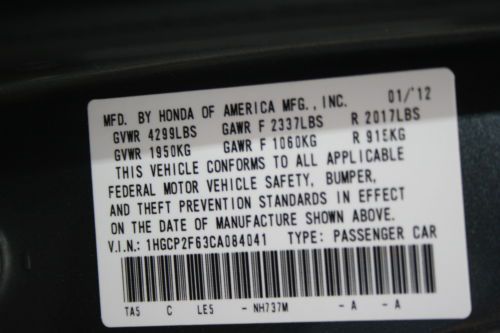 MFD. BY HONDA OF AMERICA MFG., INC. 01/'12
GVWR 4299LBS GAWR F 2337LBS R 2017LBS
GVWR 1950KG GAWR F 1060KG R 915KG
THIS VEHICLE CONFORMS TO ALL APPLICABLE
FEDERAL MOTOR VEHICLE SAFETY, BUMPER,
AND THEFT PREVENTION STANDARDS IN EFFECT
ON THE DATE OF MANUFACTURE SHOWN ABOVE.
V.I.N.: 1HGCP2F63CA084041 TYPE: PASSENGER CAR
TA5 C LE5 - NH737M - A - A